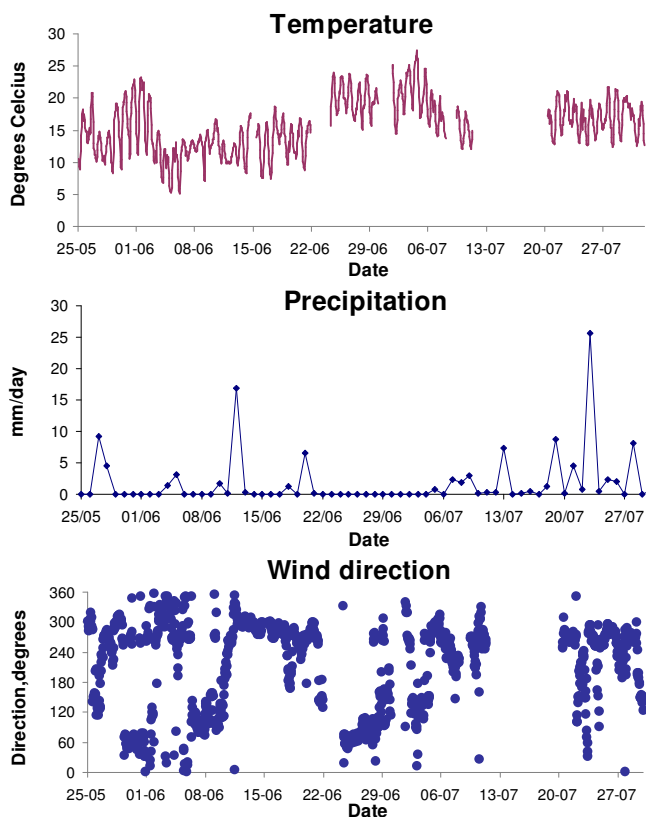 Temperature
30
25
20
15
10
5
0
Degrees Celcius
25-05 01-06 08-06 15-06 22-06 29-06 06-07 13-07 20-07 27-07
Date
Precipitation
30
25
20
15
10
5
0
mm/day
25/05 01/06 08/06 15/06 22/06 29/06 06/07 13/07 20/07 27/07
Date
Wind direction
360
300
240
180
120
60
0
Direction,degrees
25-05 01-06 08-06 15-06 22-06 29-06 06-07 13-07 20-07 27-07
Date